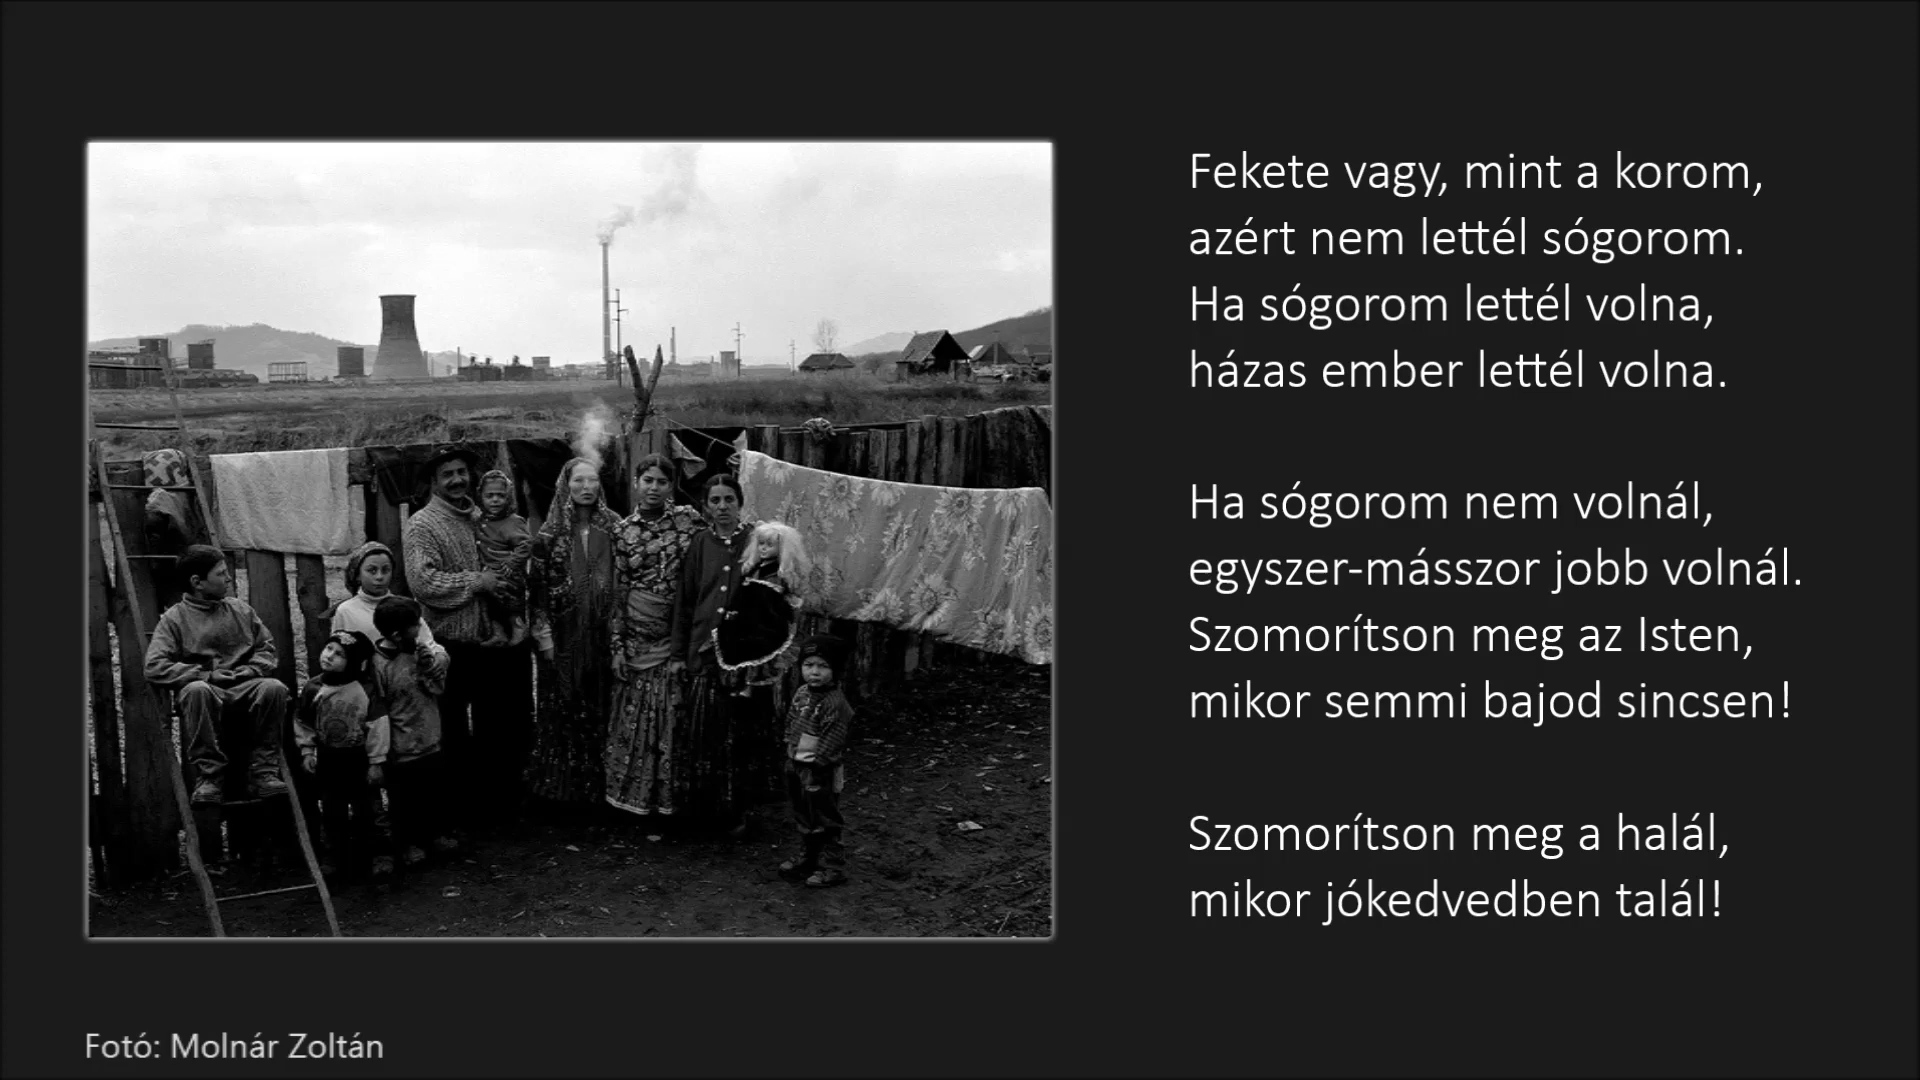 Fekete vagy, mint a korom,
azért nem lettél sógorom.
Ha sógorom lettél volna,
házas ember lettél volna.
Ha sógorom nem volnál,
egyszer-másszor jobb volnál.
Szomorítson meg az Isten,
mikor semmi bajod sincsen!
Szomorítson meg a halál,
mikor jókedvedben talál!
Fotó: Molnár Zoltán